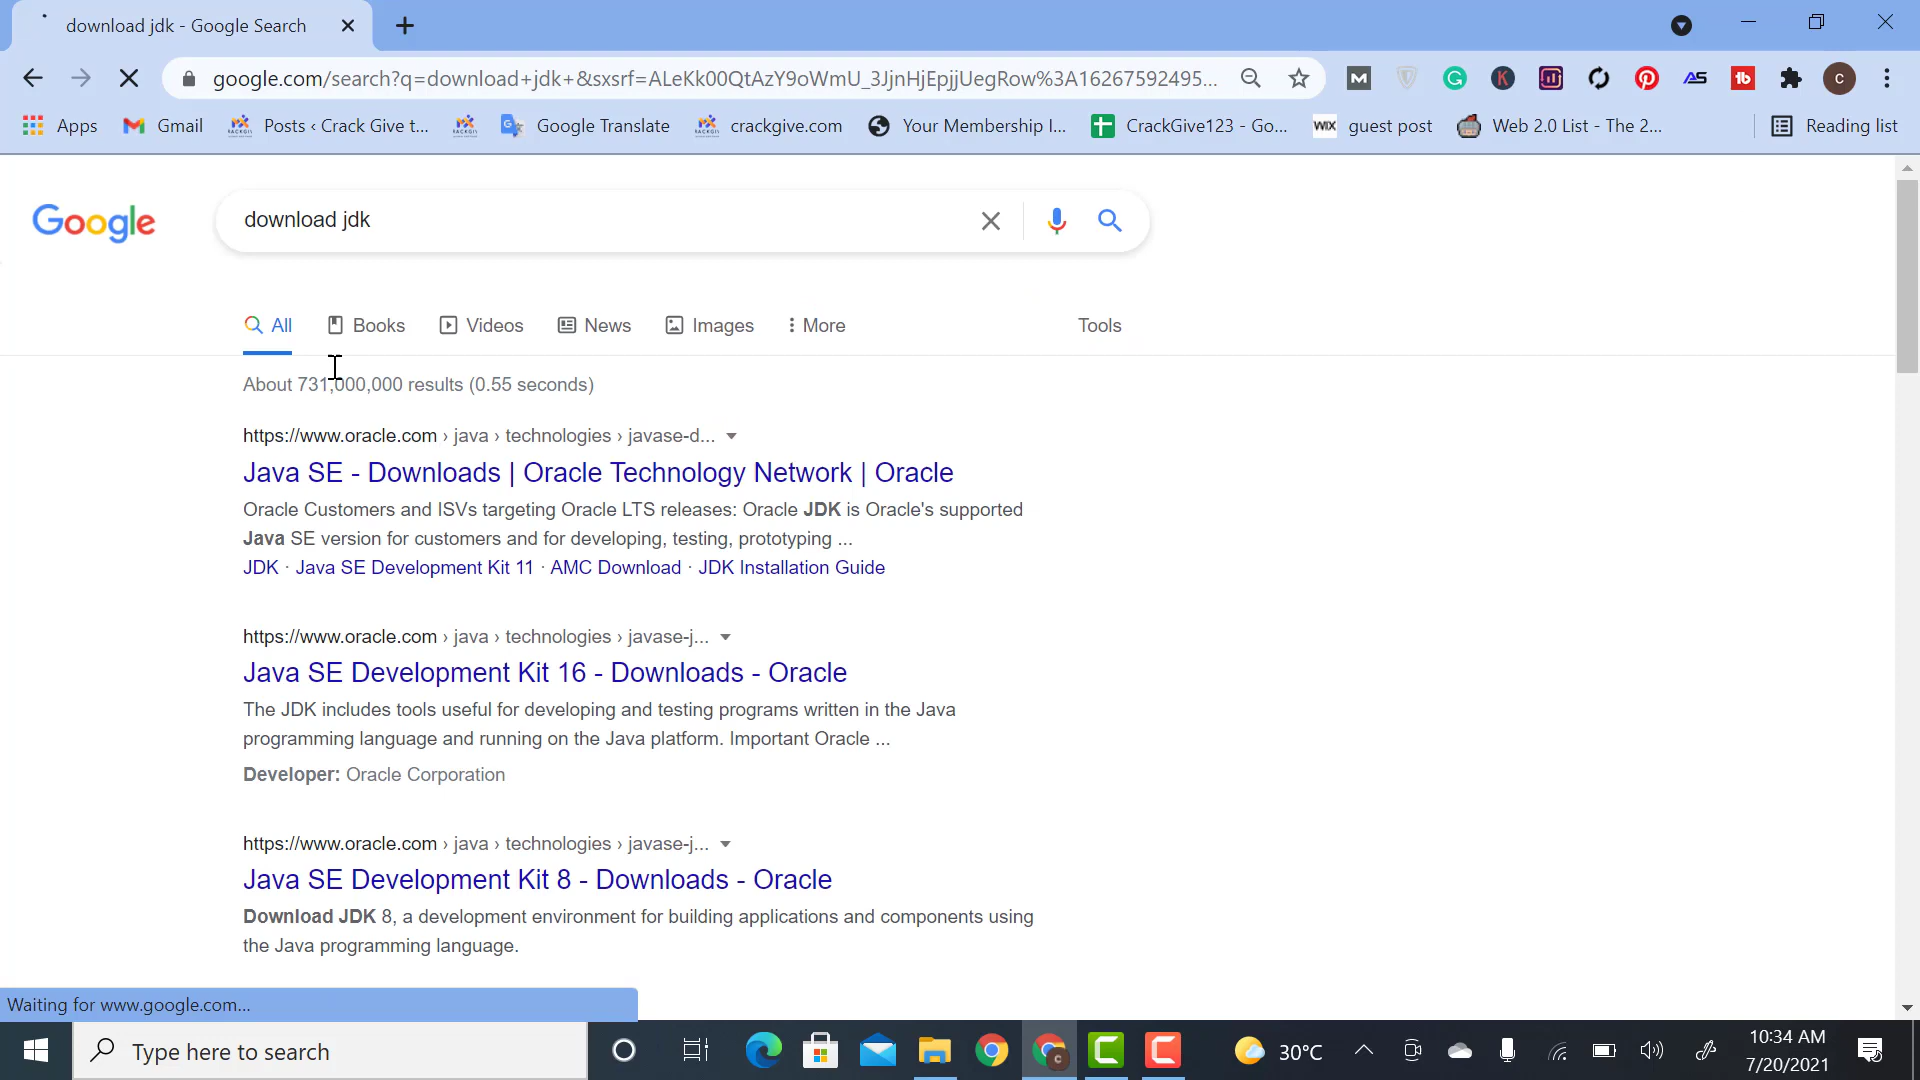 download jdk - Google Search
google.com/search?q=download+jdk+&sxsrf=ALeKk00QtAzY9oWmU_3JjnHjEpjjUegRow%3A16267592495...
Apps
Gmail
Posts ‹ Crack Give t...
Google Translate
crackgive.com
Your Membership I...
CrackGive123 - Go...
WIX guest post
Web 2.0 List - The 2...
Reading list
Google
download jdk
All
Books
Videos
News
Images
More
Tools
About 731,000,000 results (0.55 seconds)
https://www.oracle.com › java › technologies › javase-d...
Java SE - Downloads | Oracle Technology Network | Oracle
Oracle Customers and ISVs targeting Oracle LTS releases: Oracle JDK is Oracle's supported
Java SE version for customers and for developing, testing, prototyping ...
JDK · Java SE Development Kit 11 · AMC Download · JDK Installation Guide
https://www.oracle.com › java › technologies › javase-j...
Java SE Development Kit 16 - Downloads - Oracle
The JDK includes tools useful for developing and testing programs written in the Java
programming language and running on the Java platform. Important Oracle ...
Developer: Oracle Corporation
https://www.oracle.com › java › technologies › javase-j...
Java SE Development Kit 8 - Downloads - Oracle
Download JDK 8, a development environment for building applications and components using
the Java programming language.
Waiting for www.google.com...
Type here to search
30°C
10:34 AM
7/20/2021